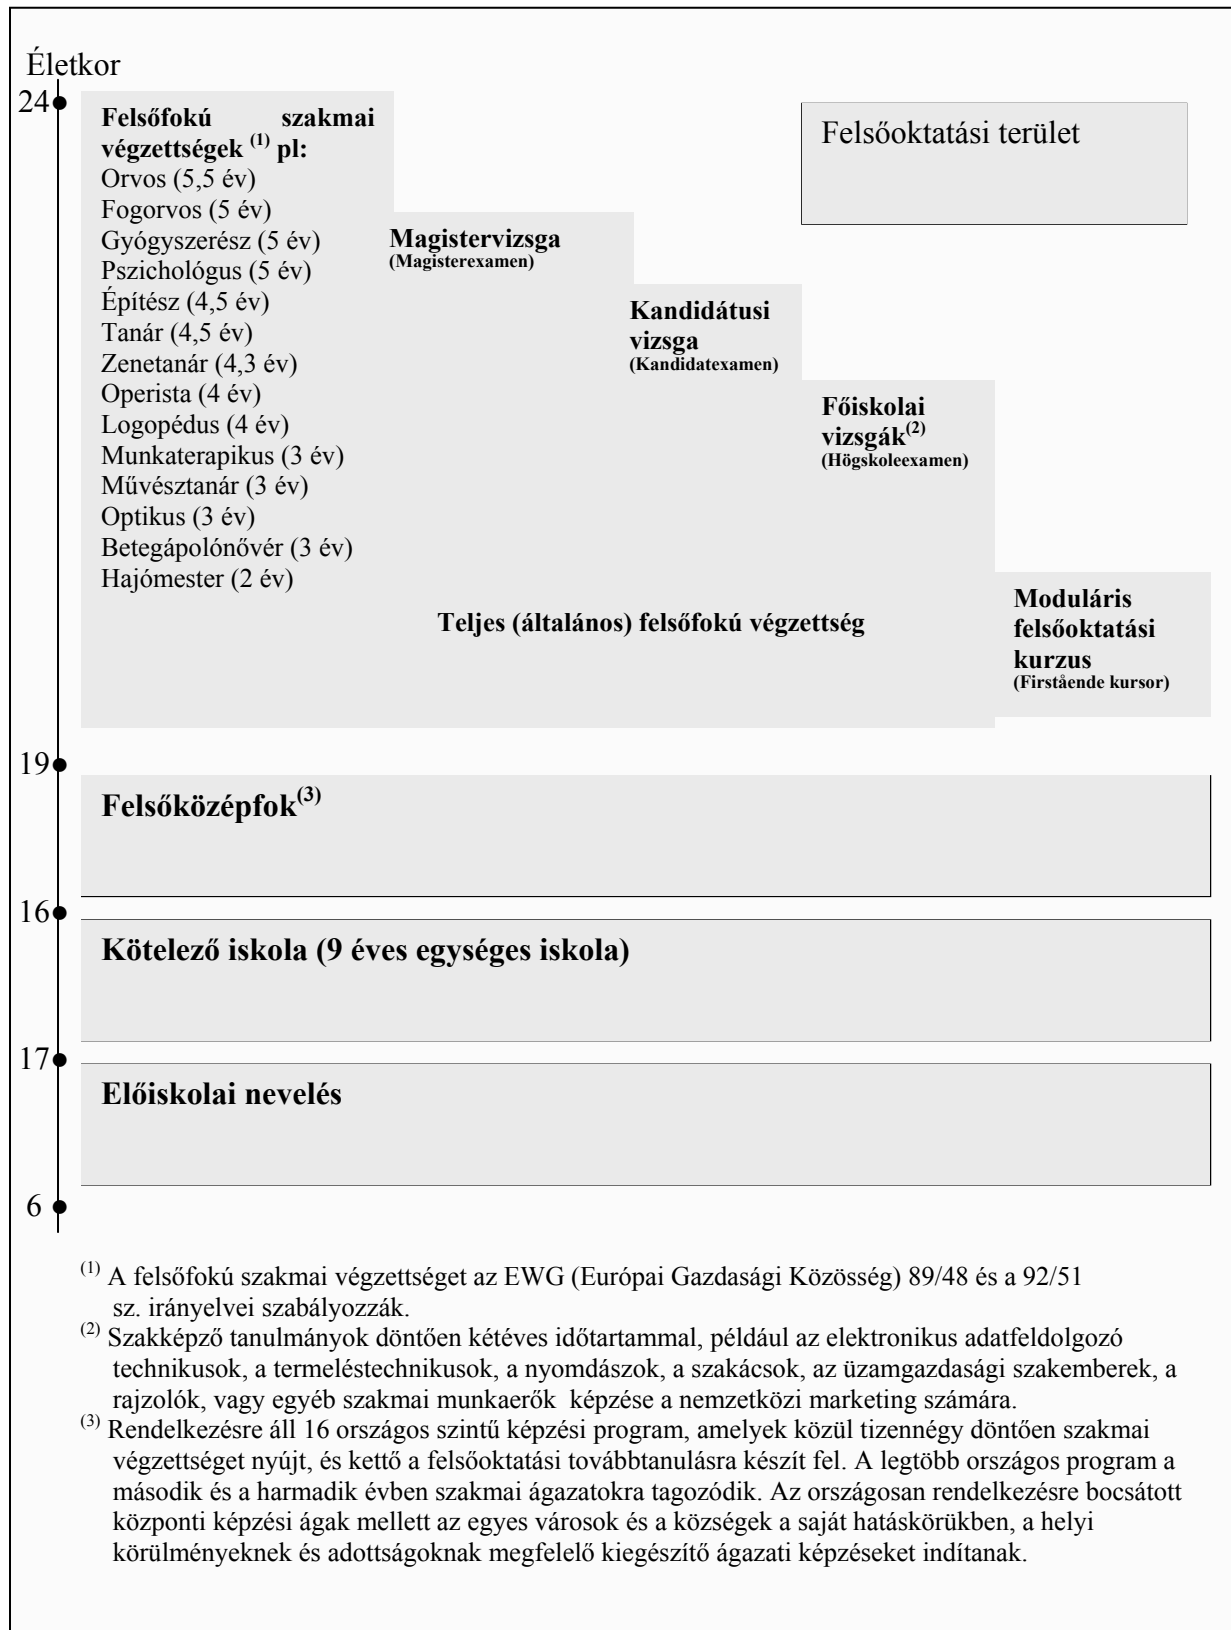 Életkor
24
Felsőfokú szakmai
végzettségek (1) pl:
Orvos (5,5 év)
Fogorvos (5 év)
Gyógyszerész (5 év)
Pszichológus (5 év)
Építész (4,5 év)
Tanár (4,5 év)
Zenetanár (4,3 év)
Operista (4 év)
Logopédus (4 év)
Munkaterapikus (3 év)
Művésztanár (3 év)
Optikus (3 év)
Betegápolónővér (3 év)
Hajómester (2 év)
Magistervizsga
(Magisterexamen)
Kandidátusi
vizsga
(Kandidatexamen)
Felsőoktatási terület
Főiskolai
vizsgák(2)
(Högskoleexamen)
Teljes (általános) felsőfokú végzettség
Moduláris
felsőoktatási
kurzus
(Firstående kursor)
19
Felsőközépfok(3)
16
Kötelező iskola (9 éves egységes iskola)
17
Előiskolai nevelés
6
(1) A felsőfokú szakmai végzettséget az EWG (Európai Gazdasági Közösség) 89/48 és a 92/51
sz. irányelvei szabályozzák.
(2) Szakképző tanulmányok döntően kétéves időtartammal, például az elektronikus adatfeldolgozó
technikusok, a termeléstechnikusok, a nyomdászok, a szakácsok, az üzamgazdasági szakemberek, a
rajzolók, vagy egyéb szakmai munkaerők képzése a nemzetközi marketing számára.
(3) Rendelkezésre áll 16 országos szintű képzési program, amelyek közül tizennégy döntően szakmai
végzettséget nyújt, és kettő a felsőoktatási továbbtanulásra készít fel. A legtöbb országos program a
második és a harmadik évben szakmai ágazatokra tagozódik. Az országosan rendelkezésre bocsátott
központi képzési ágak mellett az egyes városok és a községek a saját hatáskörükben, a helyi
körülményeknek és adottságoknak megfelelő kiegészítő ágazati képzéseket indítanak.